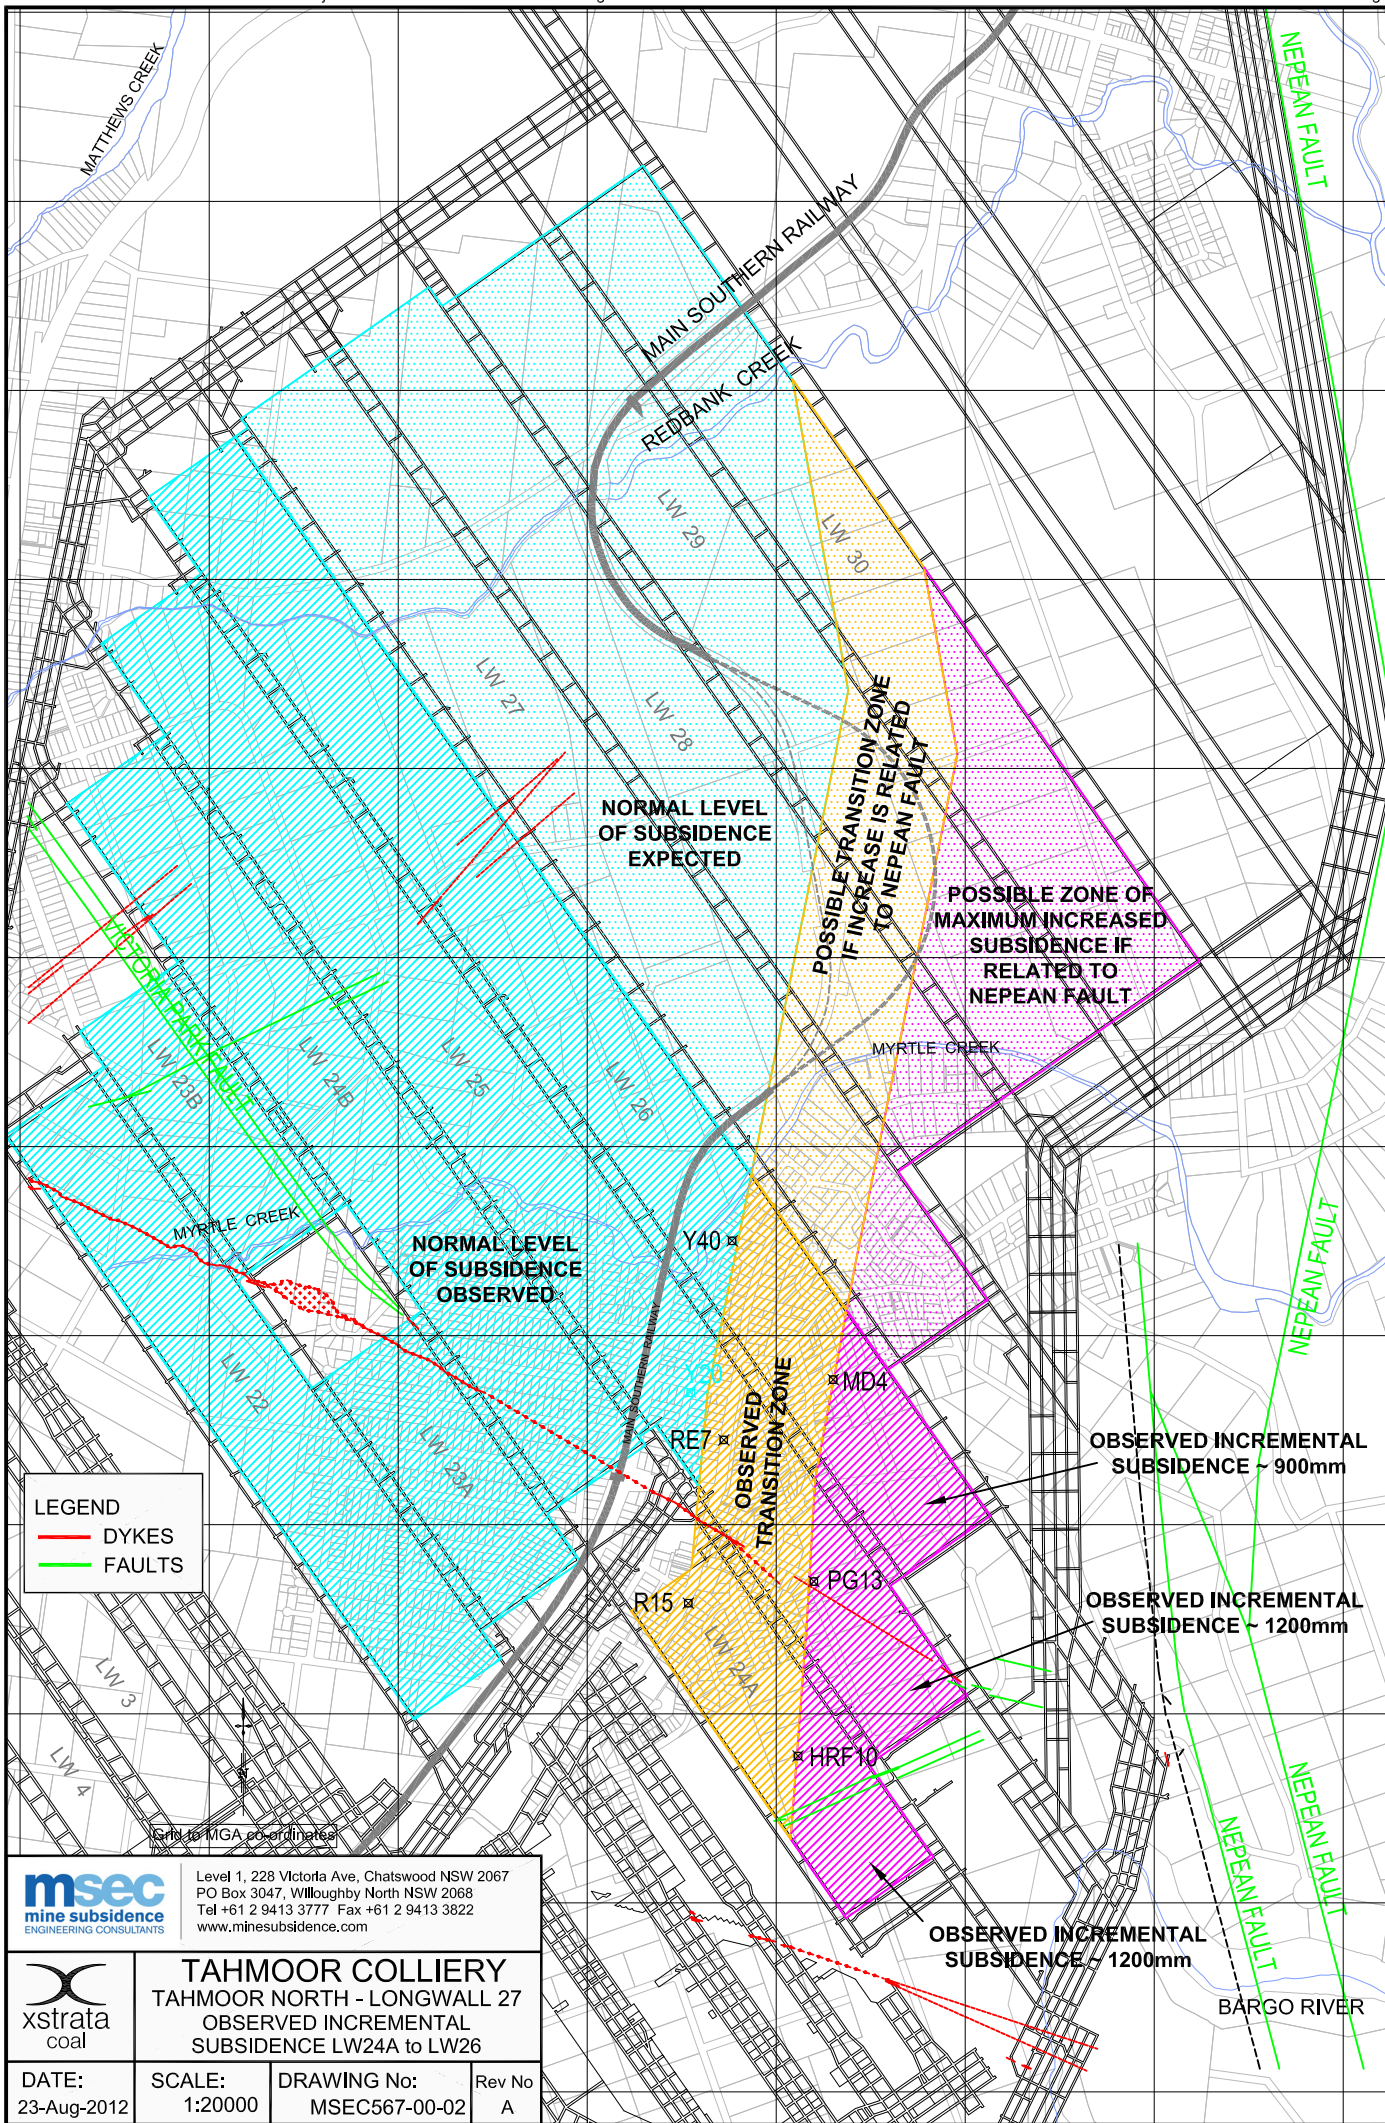 NEPEAN FAULT
MATTHEWS CREEK
MAIN SOUTHERN RAILWAY
REDBANK CREEK
LW 29
LW 30
LW 27
LW 28
POSSIBLE TRANSITION ZONE
IF INCREASE IS RELATED
TO NEPEAN FAULT
NORMAL LEVEL
OF SUBSIDENCE
EXPECTED
POSSIBLE ZONE OF
MAXIMUM INCREASED
SUBSIDENCE IF
RELATED TO
NEPEAN FAULT
VICTORIA PARK FAULT
LW 23B
LW 24B
LW 25
LW 26
MYRTLE CREEK
MYRTLE CREEK
NORMAL LEVEL
OF SUBSIDENCE
OBSERVED
Y40
NEPEAN FAULT
MAIN SOUTHERN RAILWAY
LW 22
MD4
RE7
OBSERVED
TRANSITION ZONE
LW 23A
OBSERVED INCREMENTAL
SUBSIDENCE ~ 900mm
LEGEND
DYKES
FAULTS
PG13
R15
OBSERVED INCREMENTAL
SUBSIDENCE ~ 1200mm
LW 24A
LW 3
LW 4
HRF10
NEPEAN FAULT
NEPEAN FAUL
Grid to MGA co-ordinates
OBSERVED INCREMENTAL
SUBSIDENCE ~ 1200mm
BARGO RIVER
msec
mine subsidence
ENGINEERING CONSULTANTS
Level 1, 228 Victoria Ave, Chatswood NSW 2067
PO Box 3047, Willoughby North NSW 2068
Tel +61 2 9413 3777 Fax +61 2 9413 3822
www.minesubsidence.com
xstrata
coal
TAHMOOR COLLIERY
TAHMOOR NORTH - LONGWALL 27
OBSERVED INCREMENTAL
SUBSIDENCE LW24A to LW26
DATE:
23-Aug-2012
SCALE:
1:20000
DRAWING No:
MSEC567-00-02
Rev No
A